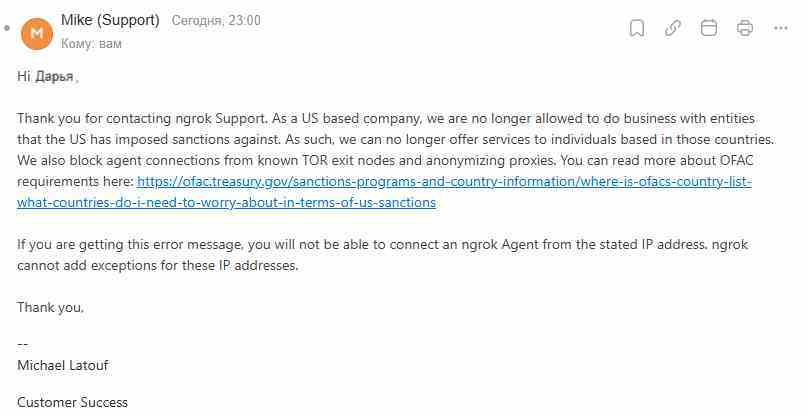 M
Mike (Support) Сегодня, 23:00
Кому: вам
Hi Дарья,
Thank you for contacting ngrok Support. As a US based company, we are no longer allowed to do business with entities
that the US has imposed sanctions against. As such, we can no longer offer services to individuals based in those countries.
We also block agent connections from known TOR exit nodes and anonymizing proxies. You can read more about OFAC
requirements here: https://ofac.treasury.gov/sanctions-programs-and-country-information/where-is-ofacs-country-list-
what-countries-do-i-need-to-worry-about-in-terms-of-us-sanctions
If you are getting this error message, you will not be able to connect an ngrok Agent from the stated IP address. ngrok
cannot add exceptions for these IP addresses.
Thank you,
--
Michael Latouf
Customer Success